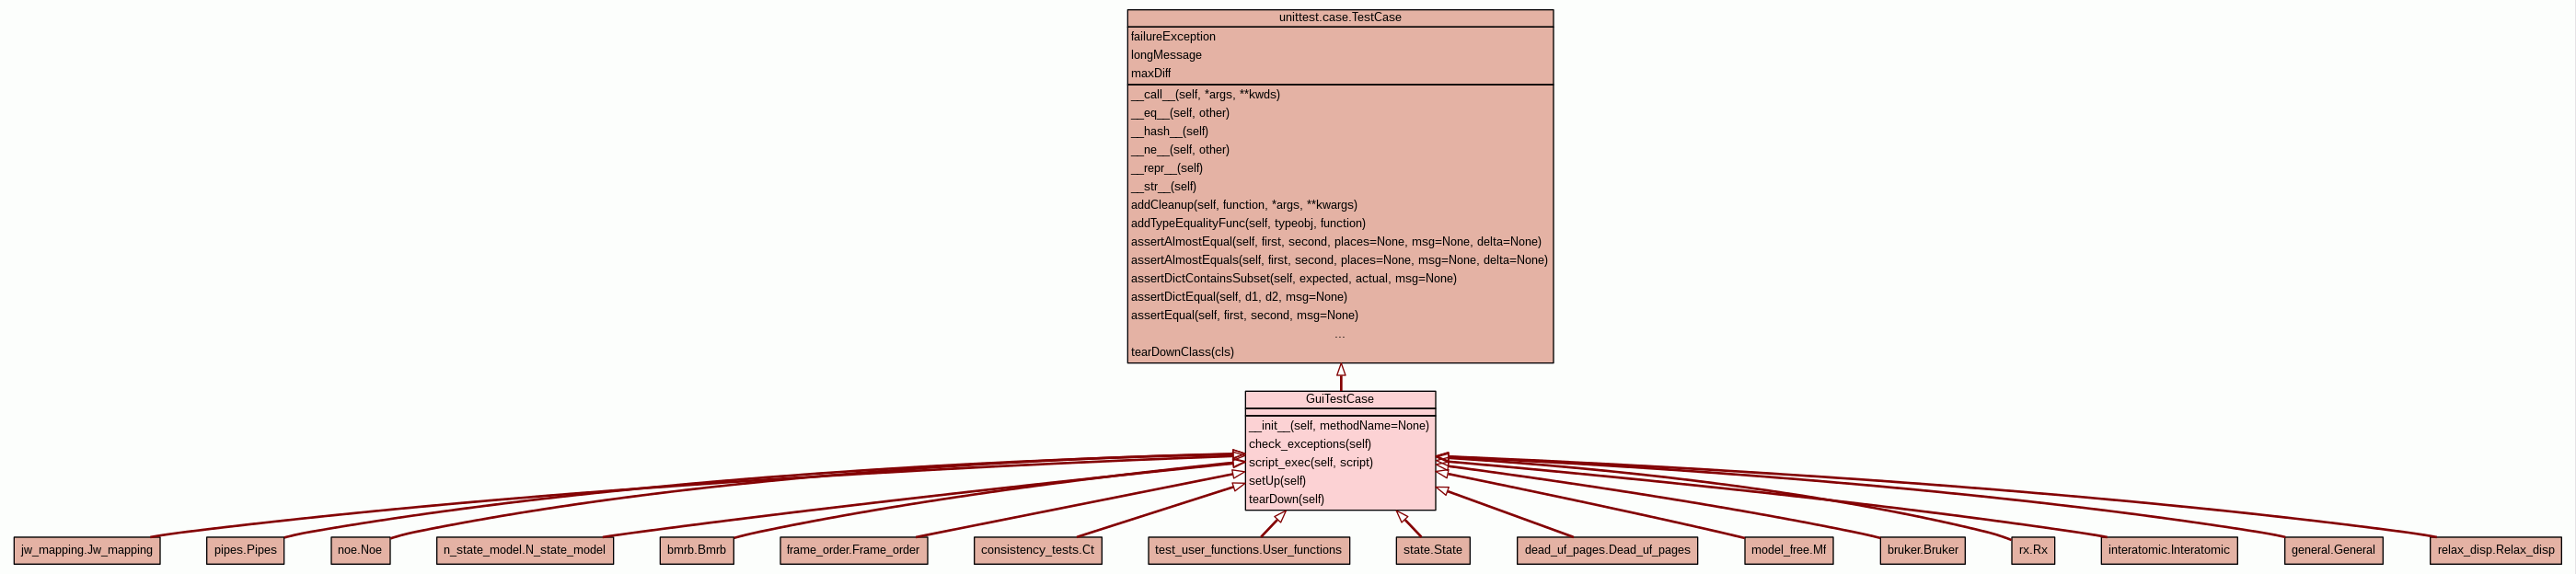 unittest.case.TestCase
failureException
longMessage
maxDiff
__call__(self, *args, **kwds)
__eq__(self, other)
__hash__(self)
__ne__(self, other)
__repr__(self)
__str__(self)
addCleanup(self, function, *args, **kwargs)
addTypeEqualityFunc(self, typeobj, function)
assertAlmostEqual(self, first, second, places=None, msg=None, delta=None)
assertAlmostEquals(self, first, second, places=None, msg=None, delta=None)
assertDictContainsSubset(self, expected, actual, msg=None)
assertDictEqual(self, d1, d2, msg=None)
assertEqual(self, first, second, msg=None)
...
tearDownClass(cls)
GuiTestCase
__init__(self, methodName=None)
check_exceptions(self)
script_exec(self, script)
setUp(self)
tearDown(self)
jw_mapping.Jw_mapping
pipes.Pipes
noe.Noe
n_state_model.N_state_model
bmrb.Bmrb
frame_order.Frame_order
consistency_tests.Ct
test_user_functions.User_functions
state.State
dead_uf_pages.Dead_uf_pages
model_free.Mf
bruker.Bruker
rx.Rx
interatomic.Interatomic
general.General
relax_disp.Relax_disp